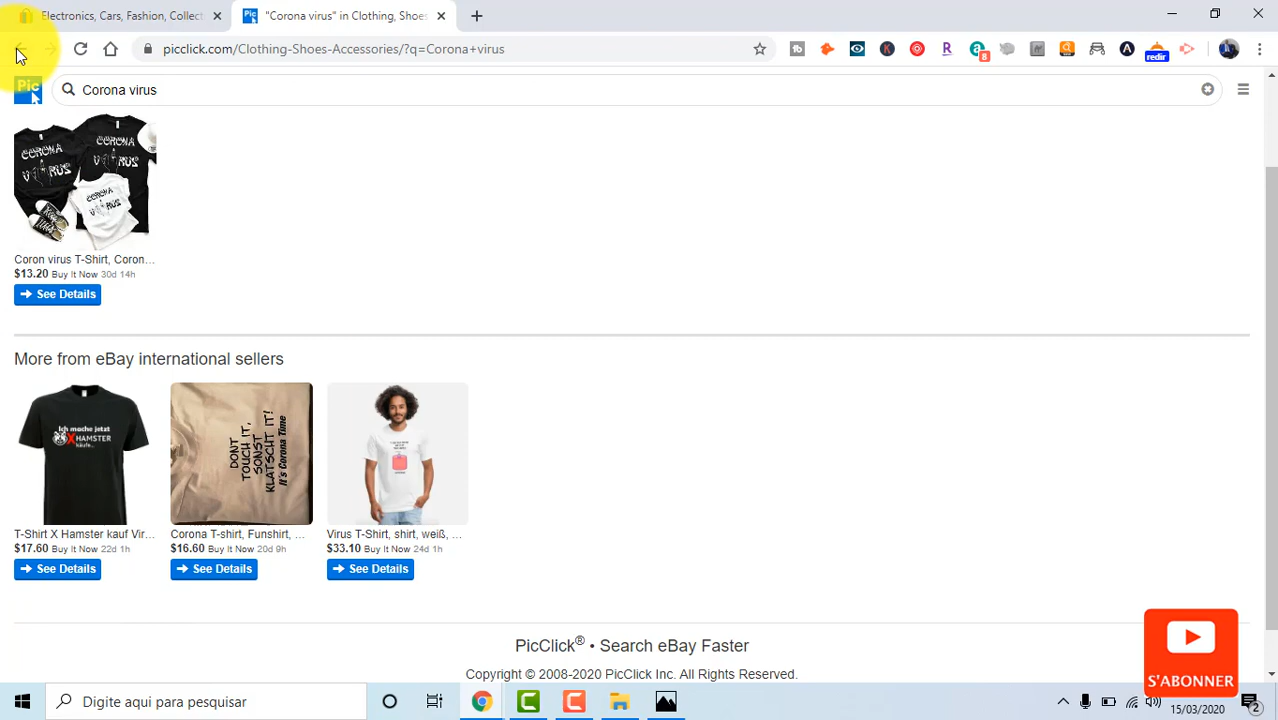 Electronics, Cars, Fashion, Collect
Pic
"Corona virus" in Clothing, Shoes
picclick.com/Clothing-Shoes-Accessories/?q=Corona+virus
K
R
a
8
A
redir
Pic
Corona virus
CORONA
CORONA
CORONA
Coron virus T-Shirt, Coron...
$13.20 Buy It Now 30d 14h
See Details
More from eBay international sellers
Ich mache jetzt
X HAMSTER
käufe...
DONT
TOUCH IT,
SONST
KLATSCHT IT!
It's Corona Time
T-Shirt X Hamster kauf Vir...
$17.60 Buy It Now 22d 1h
See Details
Corona T-shirt, Funshirt, ...
$16.60 Buy It Now 20d 9h
See Details
Virus T-Shirt, shirt, weiß, ...
$33.10 Buy It Now 24d 1h
See Details
PicClick® • Search eBay Faster
Copyright © 2008-2020 PicClick Inc. All Rights Reserved.
S'ABONNER
Digite aqui para pesquisar
C
C
15/03/2020
2